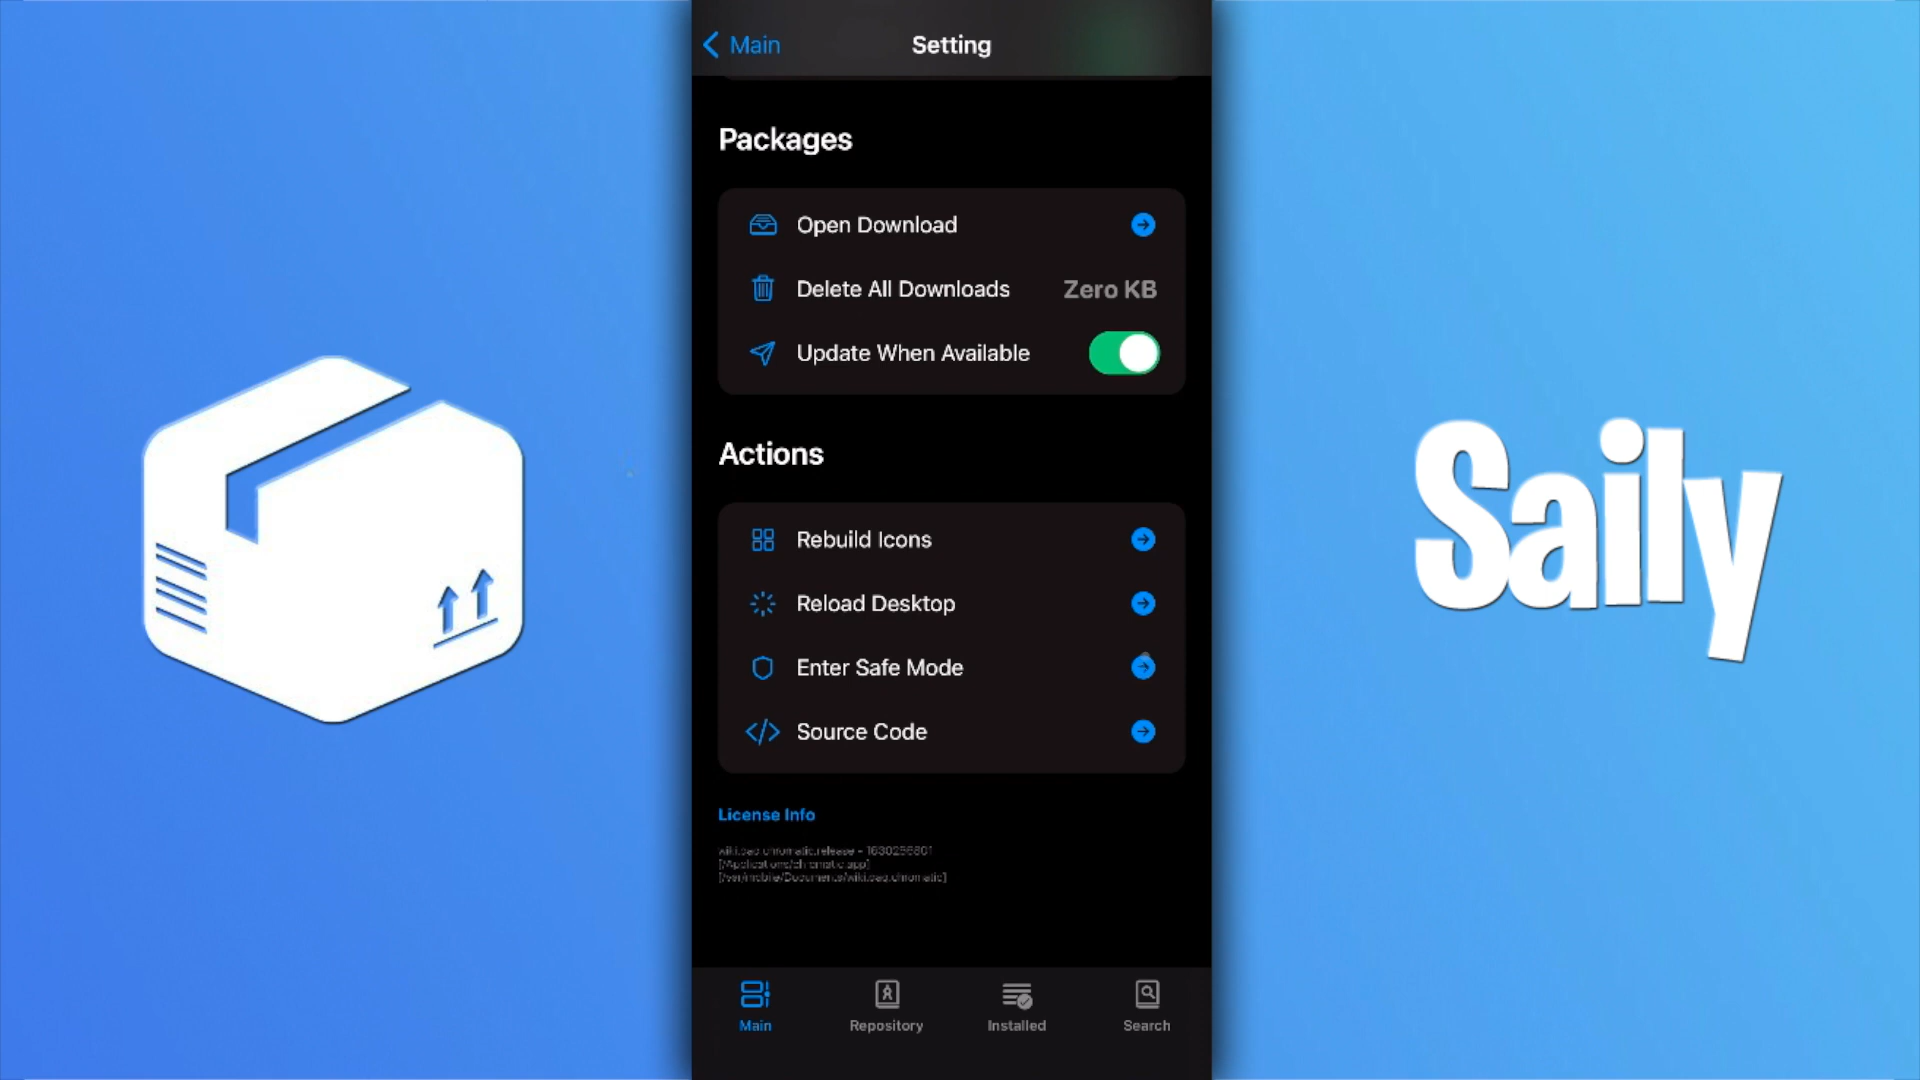 Main
Setting
Packages
Open Download
Delete All Downloads Zero KB
Update When Available
Actions
Rebuild Icons
Reload Desktop
Enter Safe Mode
Source Code
License Info
Main
Repository
Installed
Search
Saily